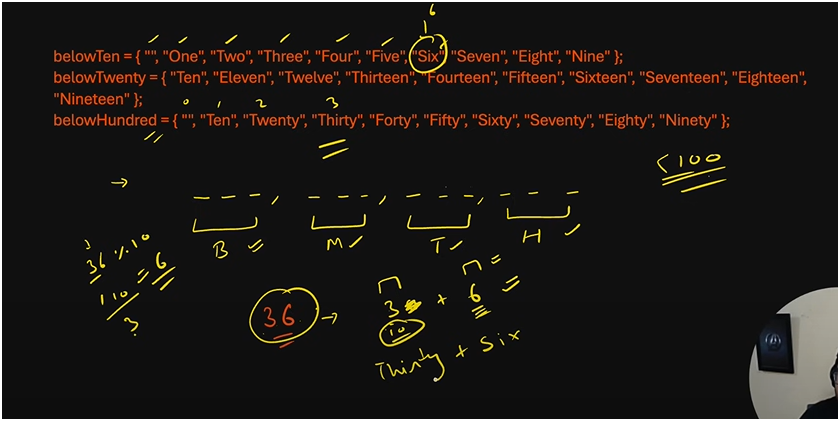 6
belowTen = { "", "One", "Two", "Three", "Four", "Five", "Six", "Seven", "Eight", "Nine" };
belowTwenty = { "Ten", "Eleven", "Twelve", "Thirteen", "Fourteen", "Fifteen", "Sixteen", "Seventeen", "Eighteen",
"Nineteen" };
0 1 2 3
belowHundred = { "", "Ten", "Twenty", "Thirty", "Forty", "Fifty", "Sixty", "Seventy", "Eighty", "Ninety" };
<100
→
_ _ _, _ _ _, _ _ _, _ _ _
B M T H
36 % 10
= 6
/10
3
36 → 3 + 6
10
Thirty + Six